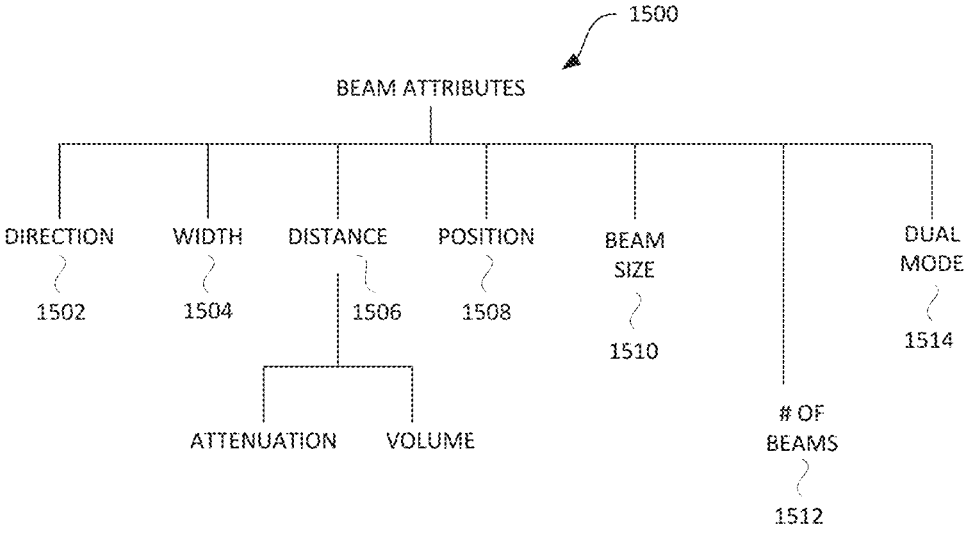 1500
BEAM ATTRIBUTES
DIRECTION
WIDTH
DISTANCE
POSITION
BEAM
SIZE
DUAL
MODE
1502
1504
1506
1508
1510
1514
ATTENUATION
VOLUME
# OF
BEAMS
1512